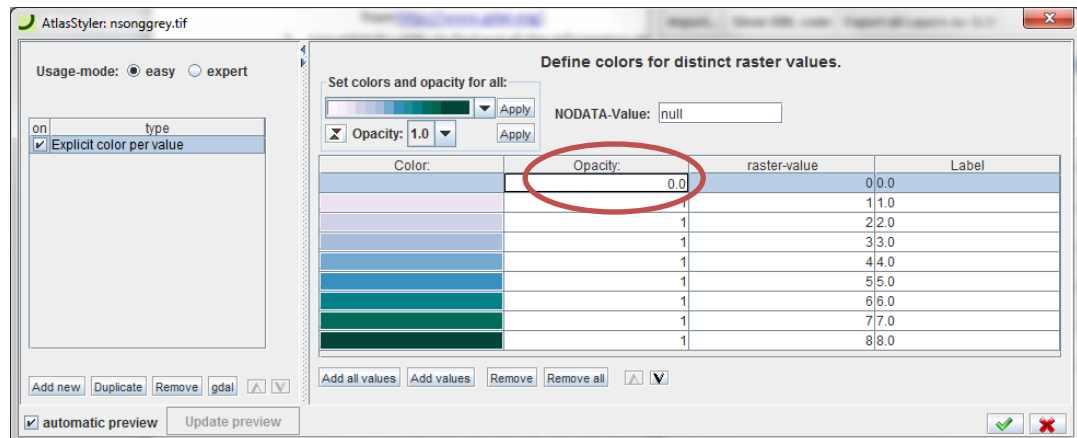 AtlasStyler: nsonggrey.tif
Usage-mode: easy expert
on type
Explicit color per value
Add new Duplicate Remove gdal
automatic preview Update preview
Define colors for distinct raster values.
Set colors and opacity for all:
Apply
NODATA-Value: null
Opacity: 1.0 Apply
Color: Opacity: raster-value Label
0.0 0 0.0
1 1 1.0
1 2 2.0
1 3 3.0
1 4 4.0
1 5 5.0
1 6 6.0
1 7 7.0
1 8 8.0
Add all values Add values Remove Remove all